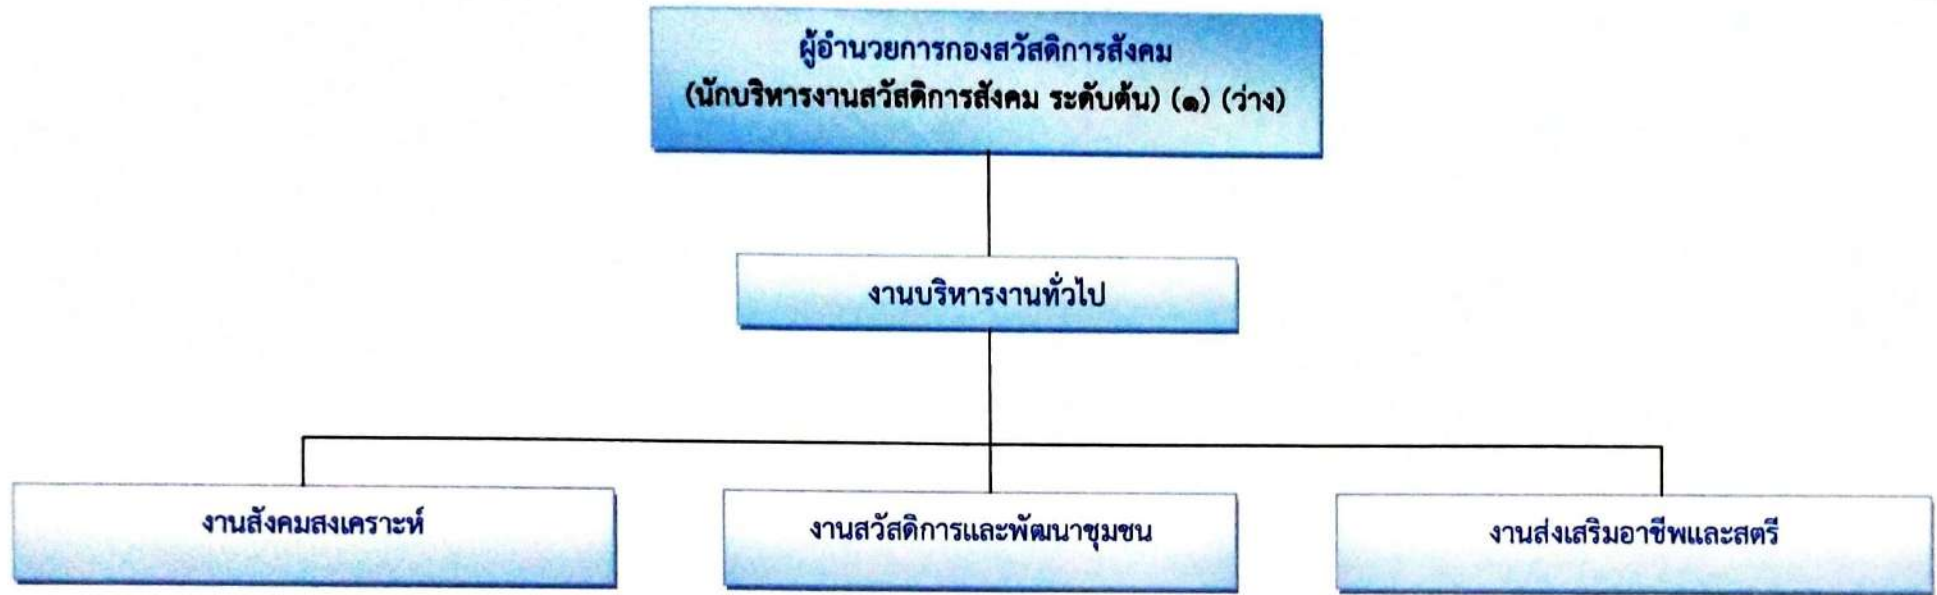 ผู้อำนวยการกองสวัสดิการสังคม
(นักบริหารงานสวัสดิการสังคม ระดับต้น) (๑) (ว่าง)
งานบริหารงานทั่วไป
งานสังคมสงเคราะห์
งานสวัสดิการและพัฒนาชุมชน
งานส่งเสริมอาชีพและสตรี